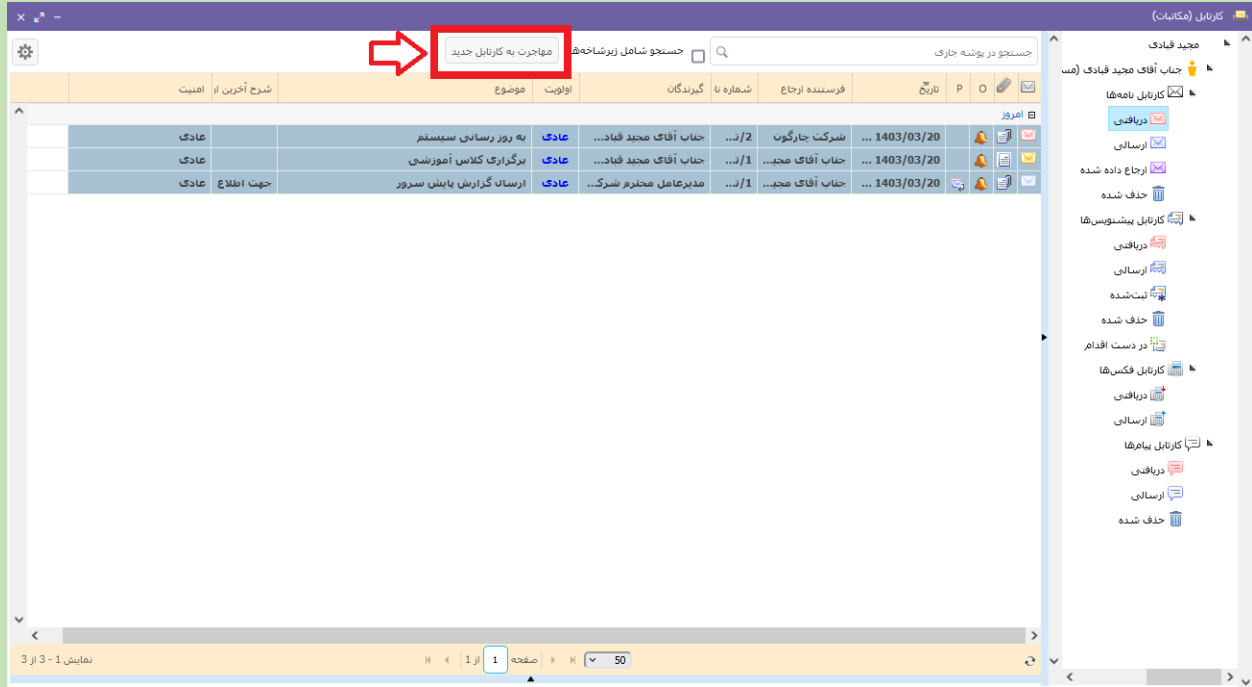 کارتابل (مکاتبات)
مجید قبادی
جناب آقای مجید قبادی (مس
کارتابل نامه‌ها
دریافتی
ارسالی
ارجاع داده شده
حذف شده
کارتابل پیشنویس‌ها
دریافتی
ارسالی
ثبت‌شده
حذف شده
در دست اقدام
کارتابل فکس‌ها
دریافتی
ارسالی
کارتابل پیام‌ها
دریافتی
ارسالی
حذف شده
جستجو در پوشه جاری جستجو شامل زیرشاخه‌ها مهاجرت به کارتابل جدید
O P تاریخ فرستنده ارجاع شماره نا گیرندگان اولویت موضوع شرح آخرین ار امنیت
امروز
1403/03/20 ... شرکت چارگون 2/ت... جناب آقای مجید قباد... عادی به روز رسانی سیستم عادی
1403/03/20 ... جناب آقای مجی... 1/ت... جناب آقای مجید قباد... عادی برگزاری کلاس آموزشی عادی
1403/03/20 ... جناب آقای مجی... 1/ت... مدیرعامل محترم شرک... عادی ارسال گزارش پایش سرور جهت اطلاع عادی
50 صفحه 1 از 1 نمایش 1 - 3 از 3